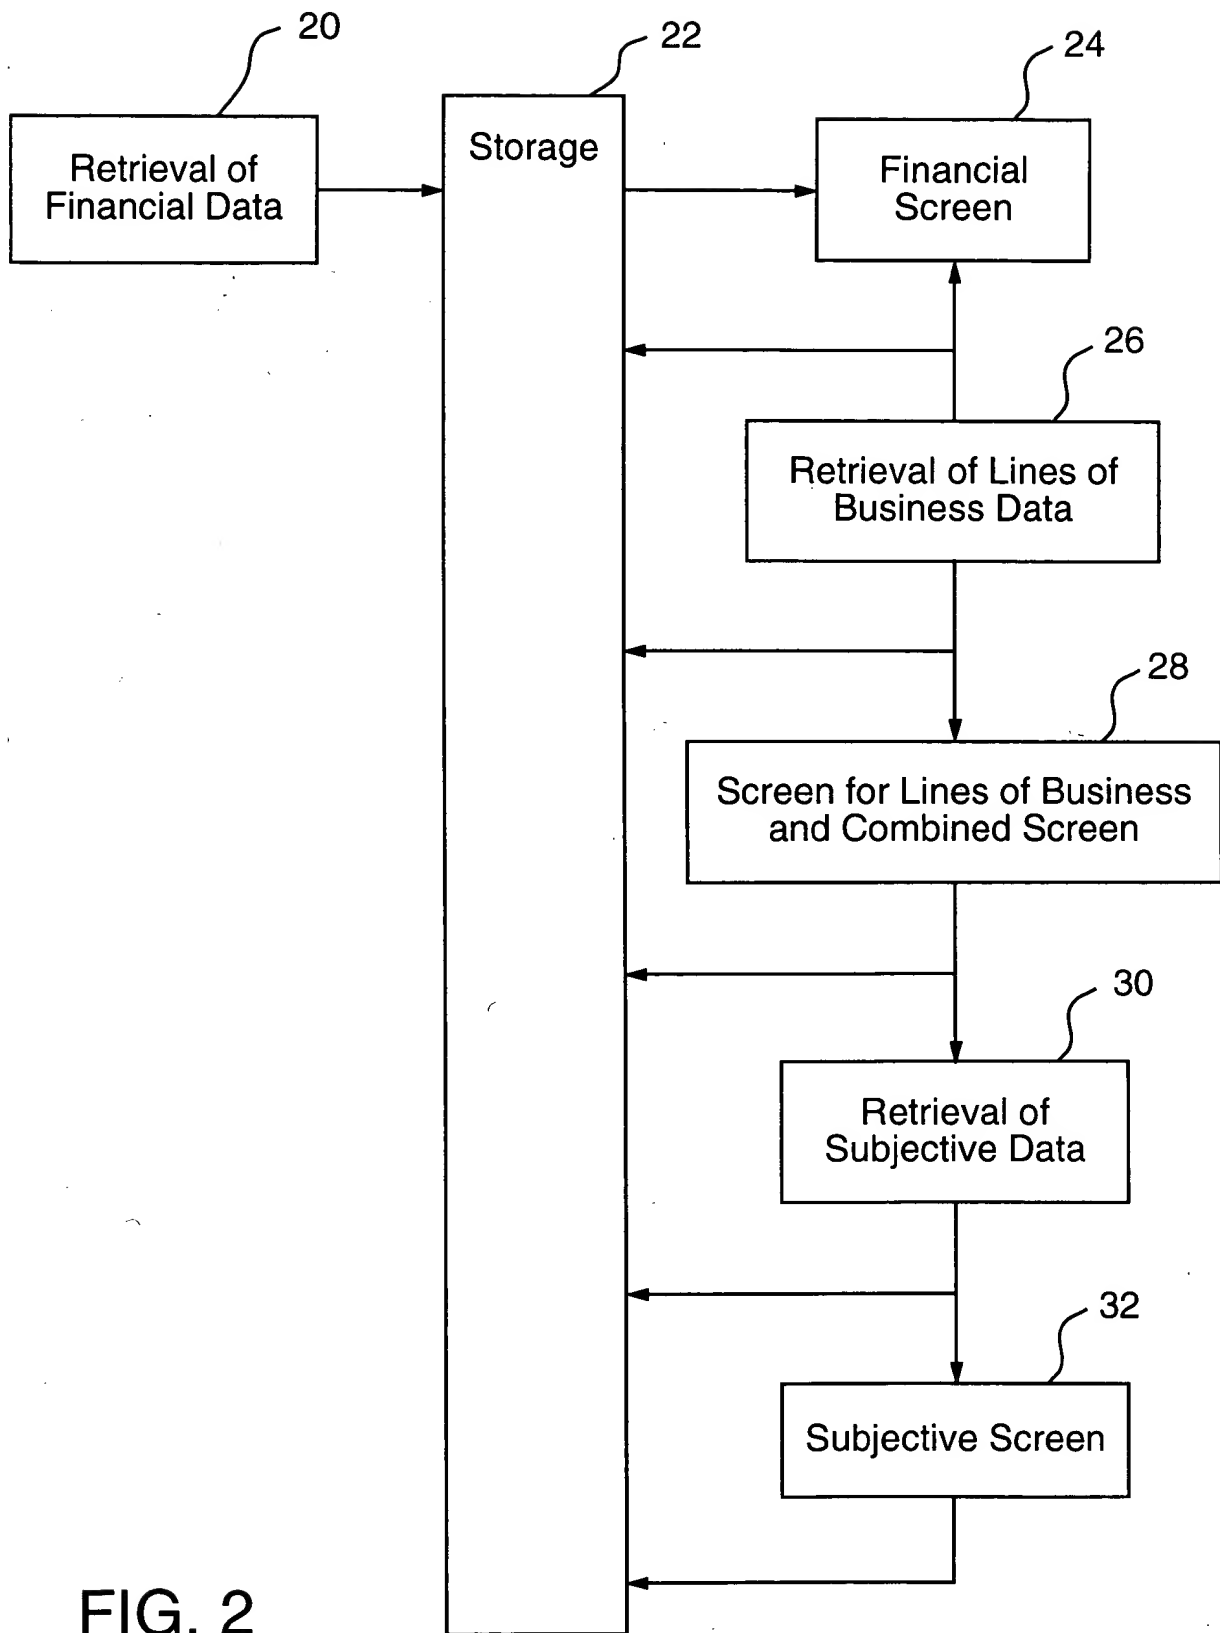 20
22
24
Retrieval of
Financial Data
Storage
Financial
Screen
26
Retrieval of Lines of
Business Data
28
Screen for Lines of Business
and Combined Screen
30
Retrieval of
Subjective Data
32
Subjective Screen
FIG. 2